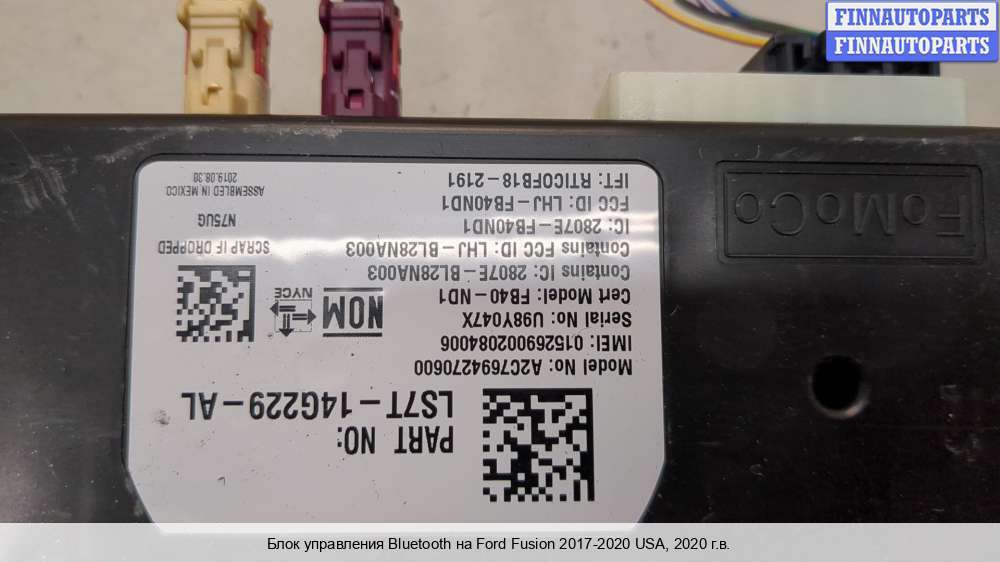 FINNAUTOPARTS
FINNAUTOPARTS
FoMoCo
PART NO:
LS7T-14G229-AL
Model No: A2C7694270600
IMEI: 015269002084006
Serial No: U98Y047X
Cert Model: FB40-ND1
Contains IC: 2807E-BL28NA003
Contains FCC ID: LHJ-BL28NA003
IC: 2807E-FB40ND1
FCC ID: LHJ-FB40ND1
IFT: RTICOFB18-2191
NOM
NYCE
SCRAP IF DROPPED
N75UG
ASSEMBLED IN MEXICO
2019.08.30
Блок управления Bluetooth на Ford Fusion 2017-2020 USA, 2020 г.в.